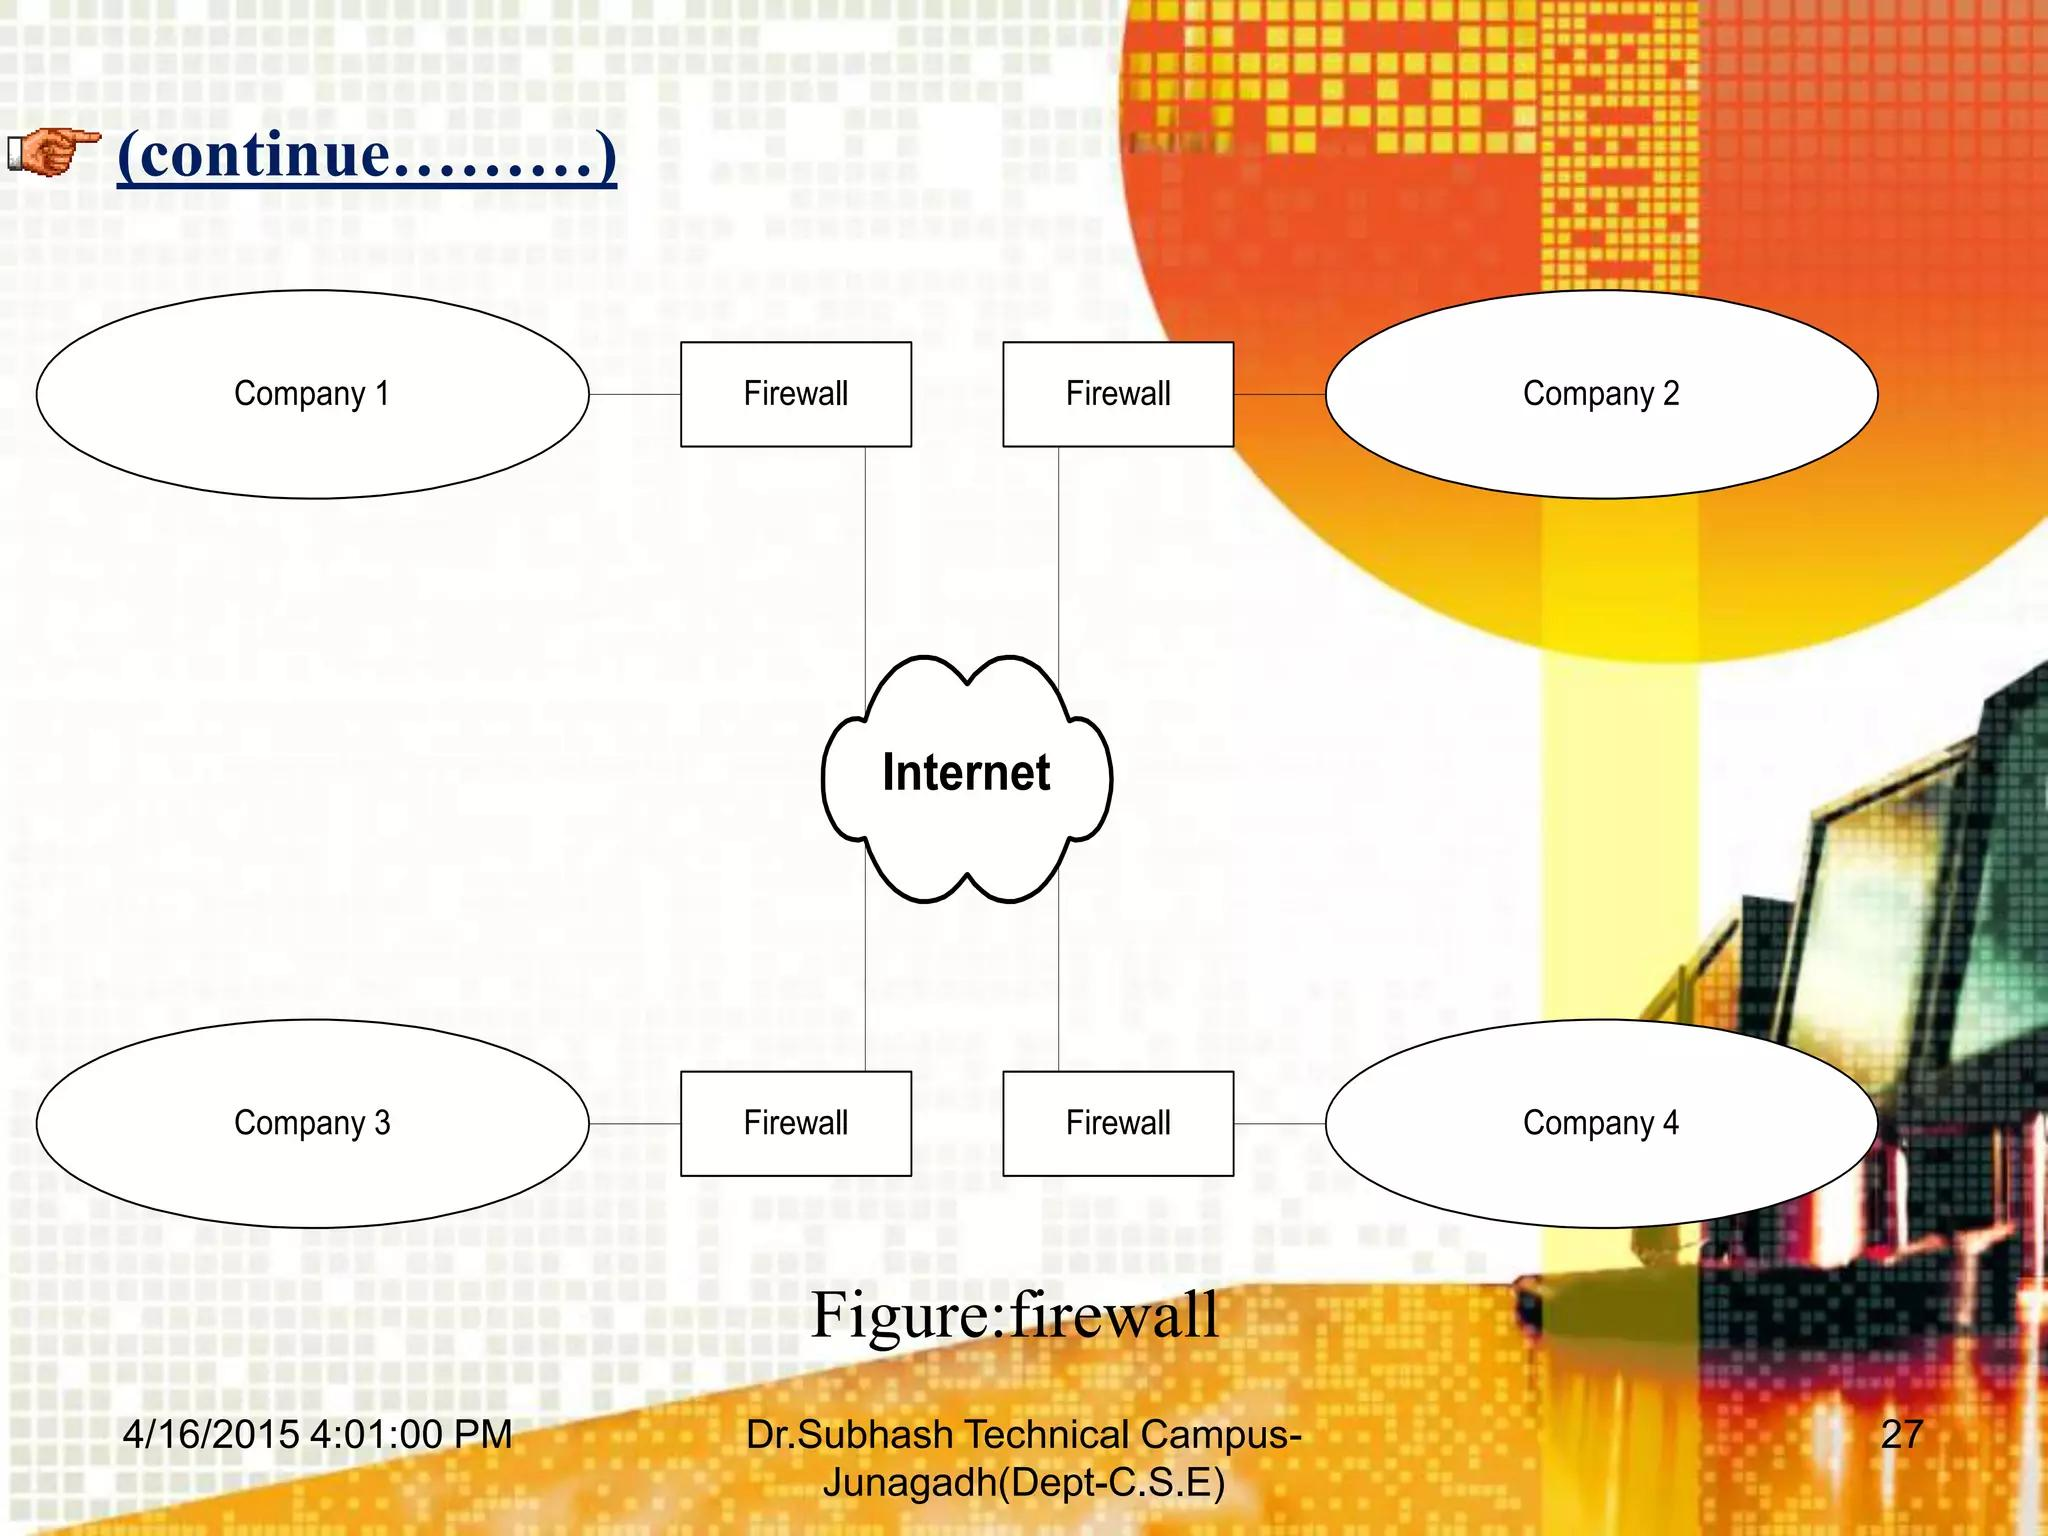 (continue………)
Company 1
Firewall
Firewall
Company 2
Internet
Company 3
Firewall
Firewall
Company 4
Figure:firewall
4/16/2015 4:01:00 PM
Dr.Subhash Technical Campus-
Junagadh(Dept-C.S.E)
27